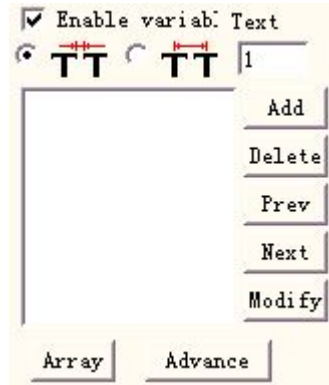 Enable variabl Text
TT TT 1
Add
Delete
Prev
Next
Modify
Array Advance